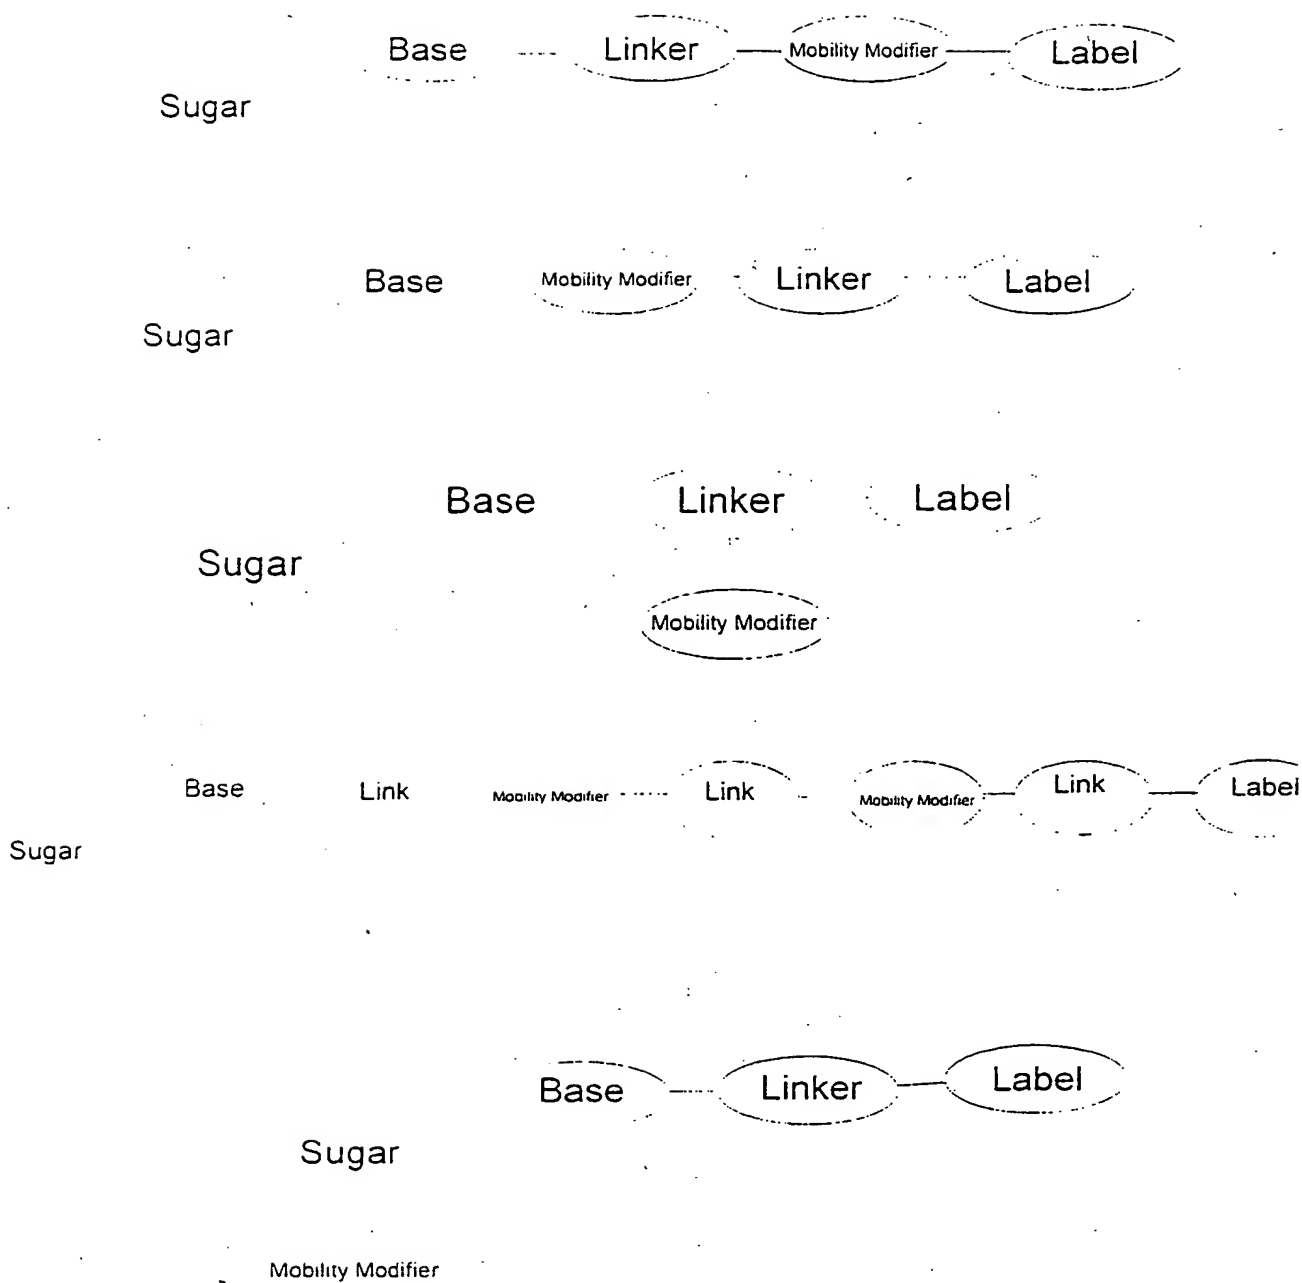 Base Linker Mobility Modifier Label
Sugar
Base Mobility Modifier Linker Label
Sugar
Base Linker Label
Sugar
Mobility Modifier
Base Link Mobility Modifier Link Mobility Modifier Link Label
Sugar
Base Linker Label
Sugar
Mobility Modifier